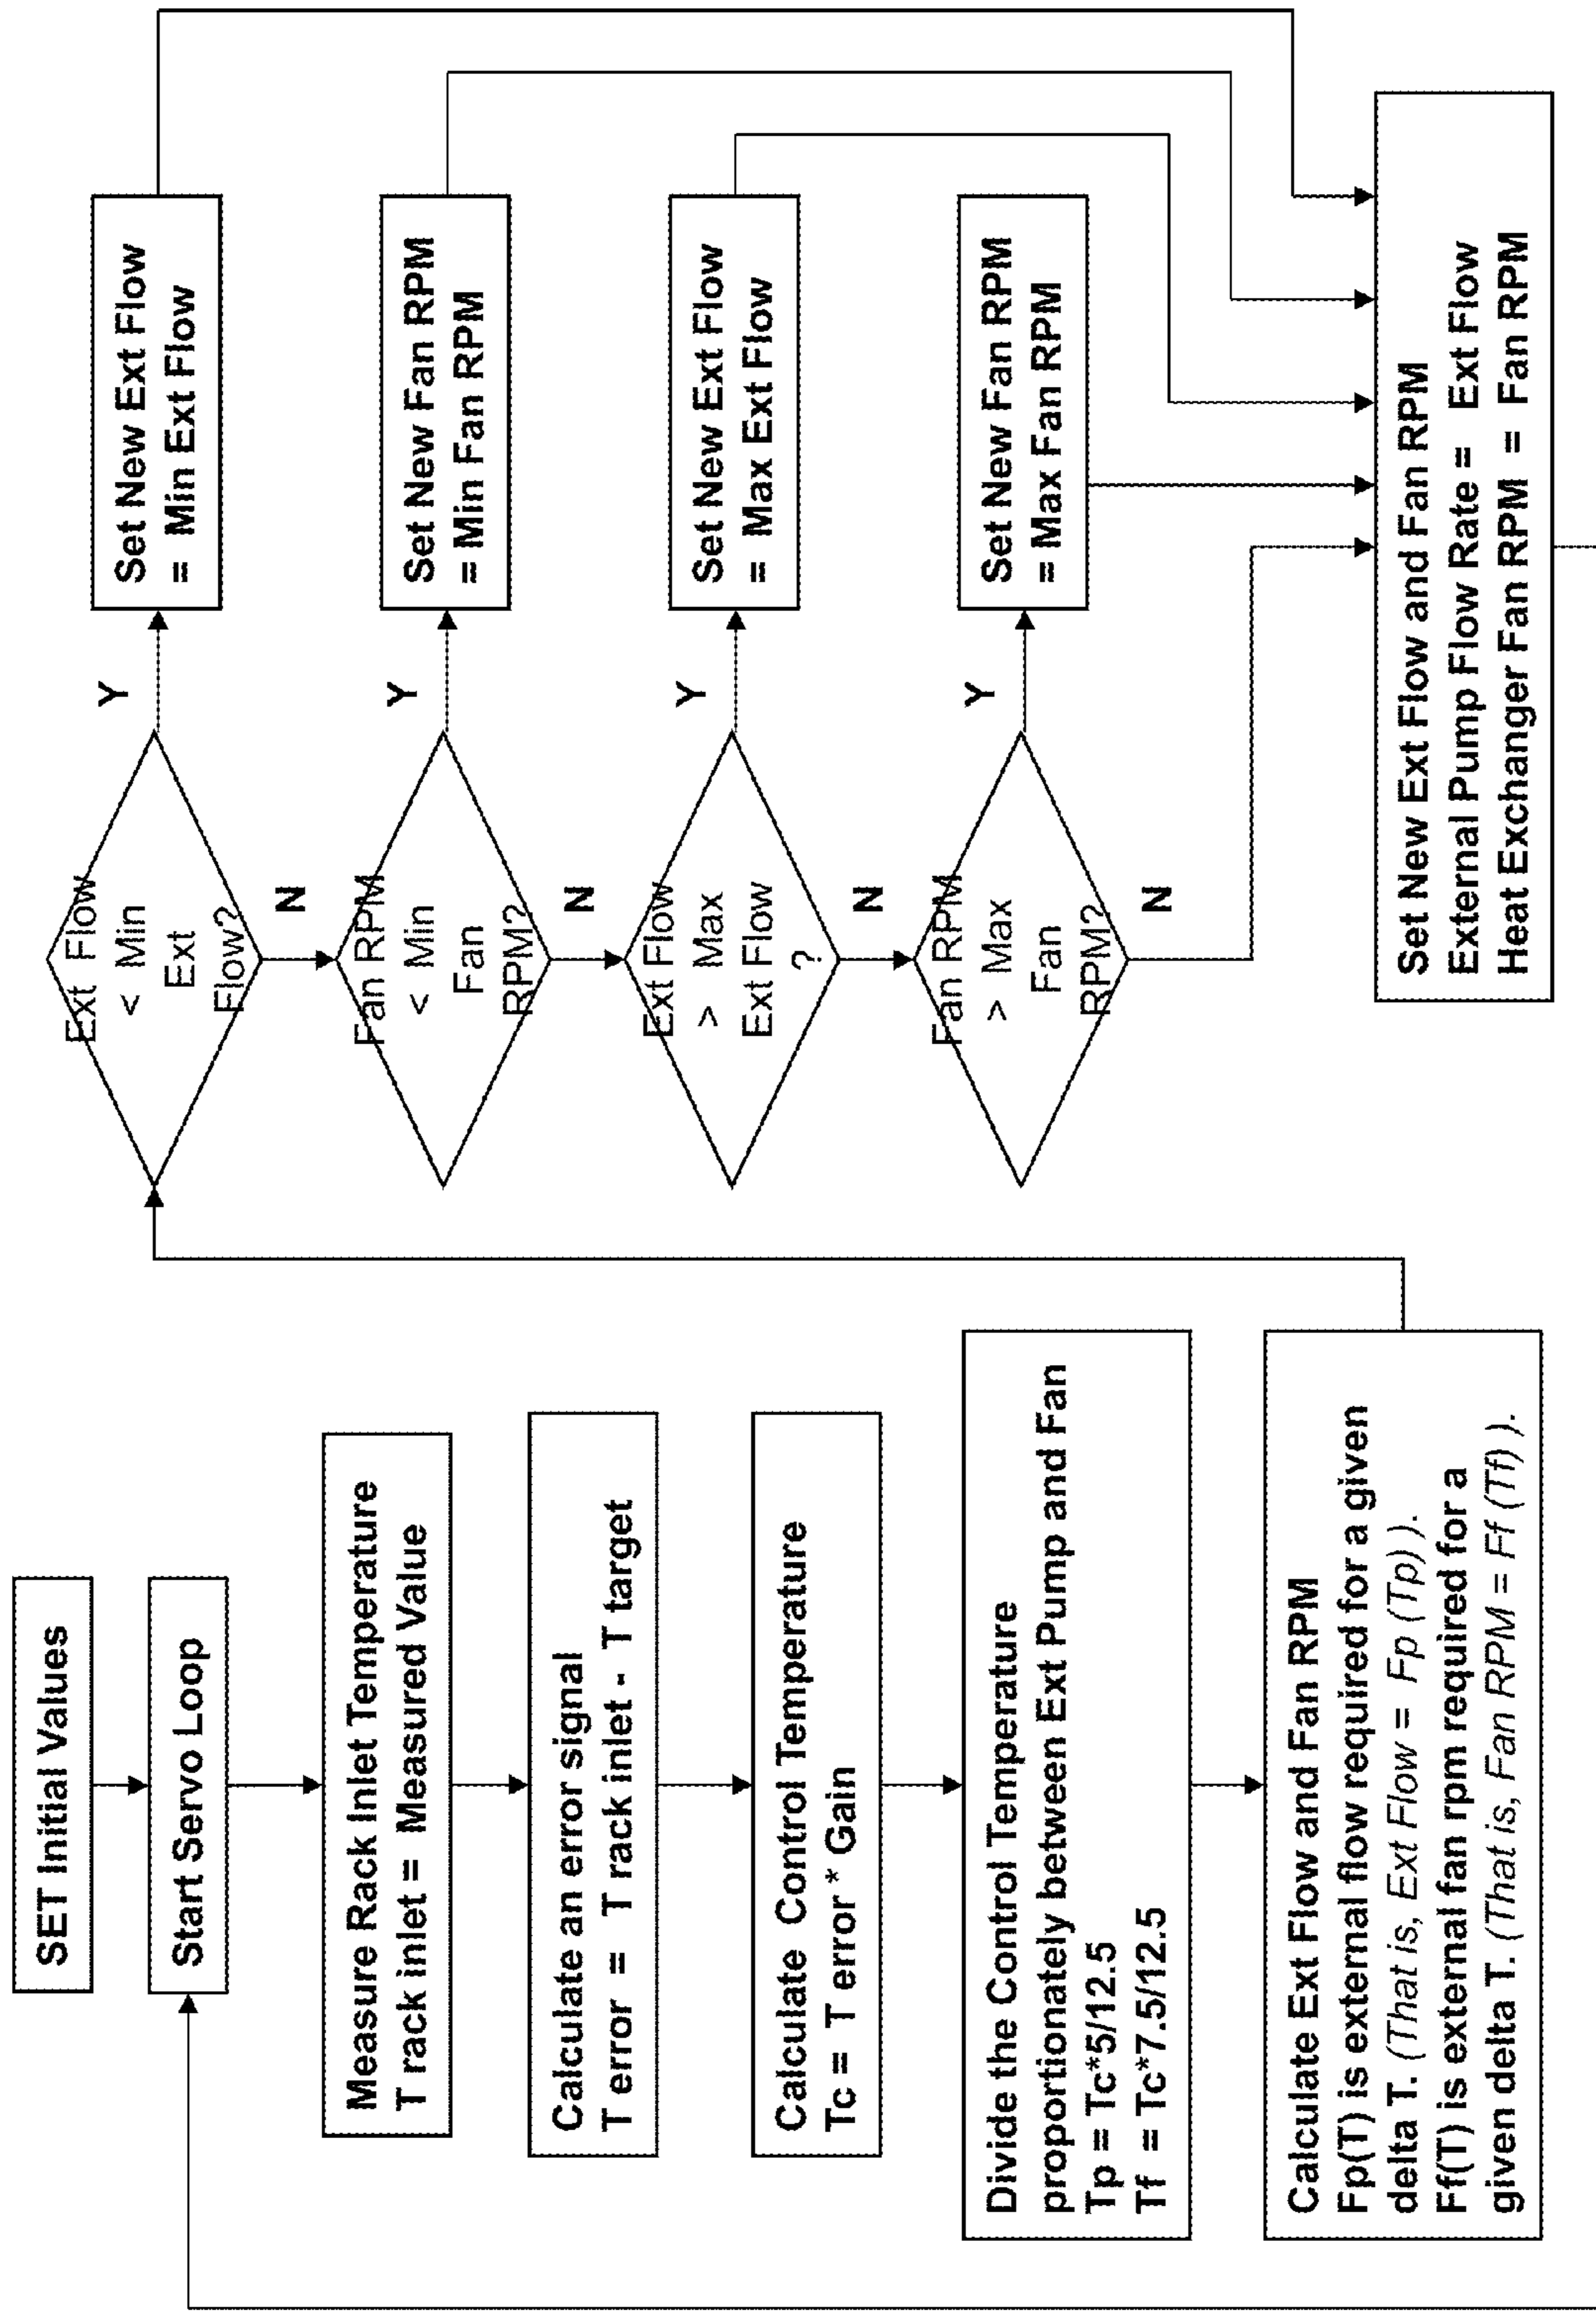 SET Initial Values
Start Servo Loop
Measure Rack Inlet Temperature
T rack inlet = Measured Value
Calculate an error signal
T error = T rack inlet - T target
Calculate Control Temperature
Tc = T error * Gain
Divide the Control Temperature
proportionately between Ext Pump and Fan
Tp = Tc*5/12.5
Tf = Tc*7.5/12.5
Calculate Ext Flow and Fan RPM
Fp(T) is external flow required for a given
delta T. (That is, Ext Flow = Fp (Tp) ).
Ff(T) is external fan rpm required for a
given delta T. (That is, Fan RPM = Ff (Tf) ).
Ext Flow
< Min
Ext
Flow?
Y
N
Set New Ext Flow
= Min Ext Flow
Fan RPM
< Min
Fan
RPM?
Y
N
Set New Fan RPM
= Min Fan RPM
Ext Flow
> Max
Ext Flow
?
Y
N
Set New Ext Flow
= Max Ext Flow
Fan RPM
> Max
Fan
RPM?
Y
N
Set New Fan RPM
= Max Fan RPM
Set New Ext Flow and Fan RPM
External Pump Flow Rate = Ext Flow
Heat Exchanger Fan RPM = Fan RPM